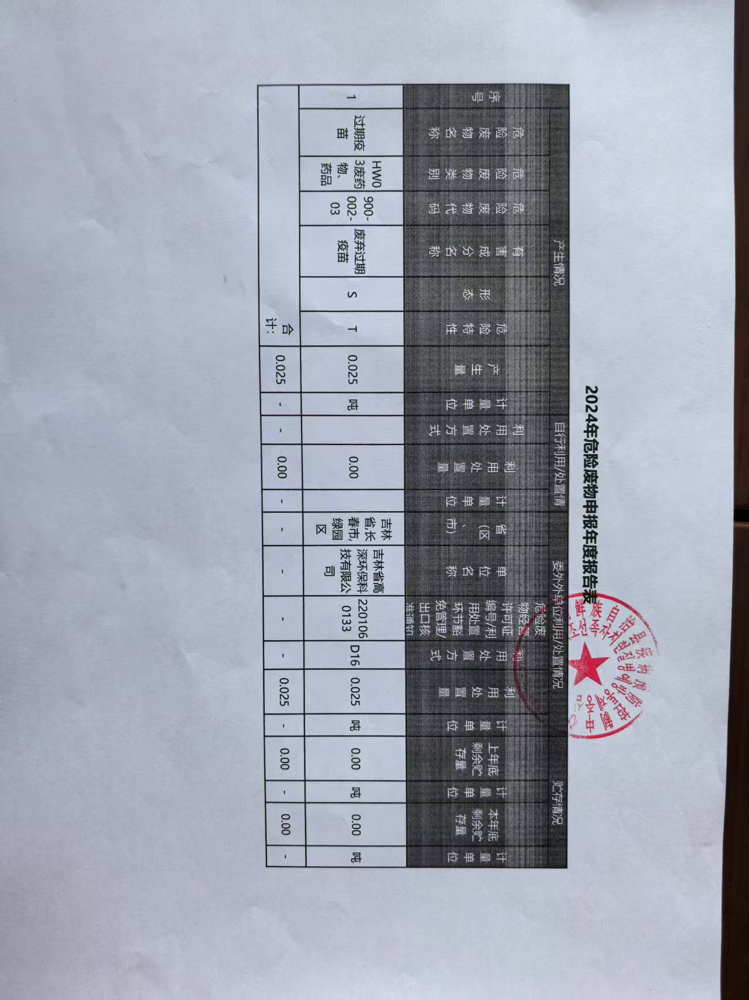 2024年危险废物申报年度报告表
族自治县疾病预防
产生情况 自行利用/处置情 委外外单位利用/处置情况 贮存情况
序号 危险废物名称 危险废物类别 危险废物代码 有害成分名称 形态 危险特性 产生量 计量单位 利用处置方式 利用处置量 计量单位 省(区、市) 单位名称 危险废物经营许可证编号/利用处置环节豁免管理/出口核准通知 利用处置方式 利用处置量 计量单位 上年底剩余贮存量 计量单位 本年底剩余贮存量 计量单位
1 过期疫苗 HW03废药物、药品 900-002-03 废弃过期疫苗 S T 0.025 吨 0.00 吉林省,长春市,绿园区 吉林省高深环保科技有限公司 2201060133 D16 0.025 吨 0.00 吨 0.00 吨
合计: 0.025 - - 0.00 - - - - - 0.025 - 0.00 - 0.00 -